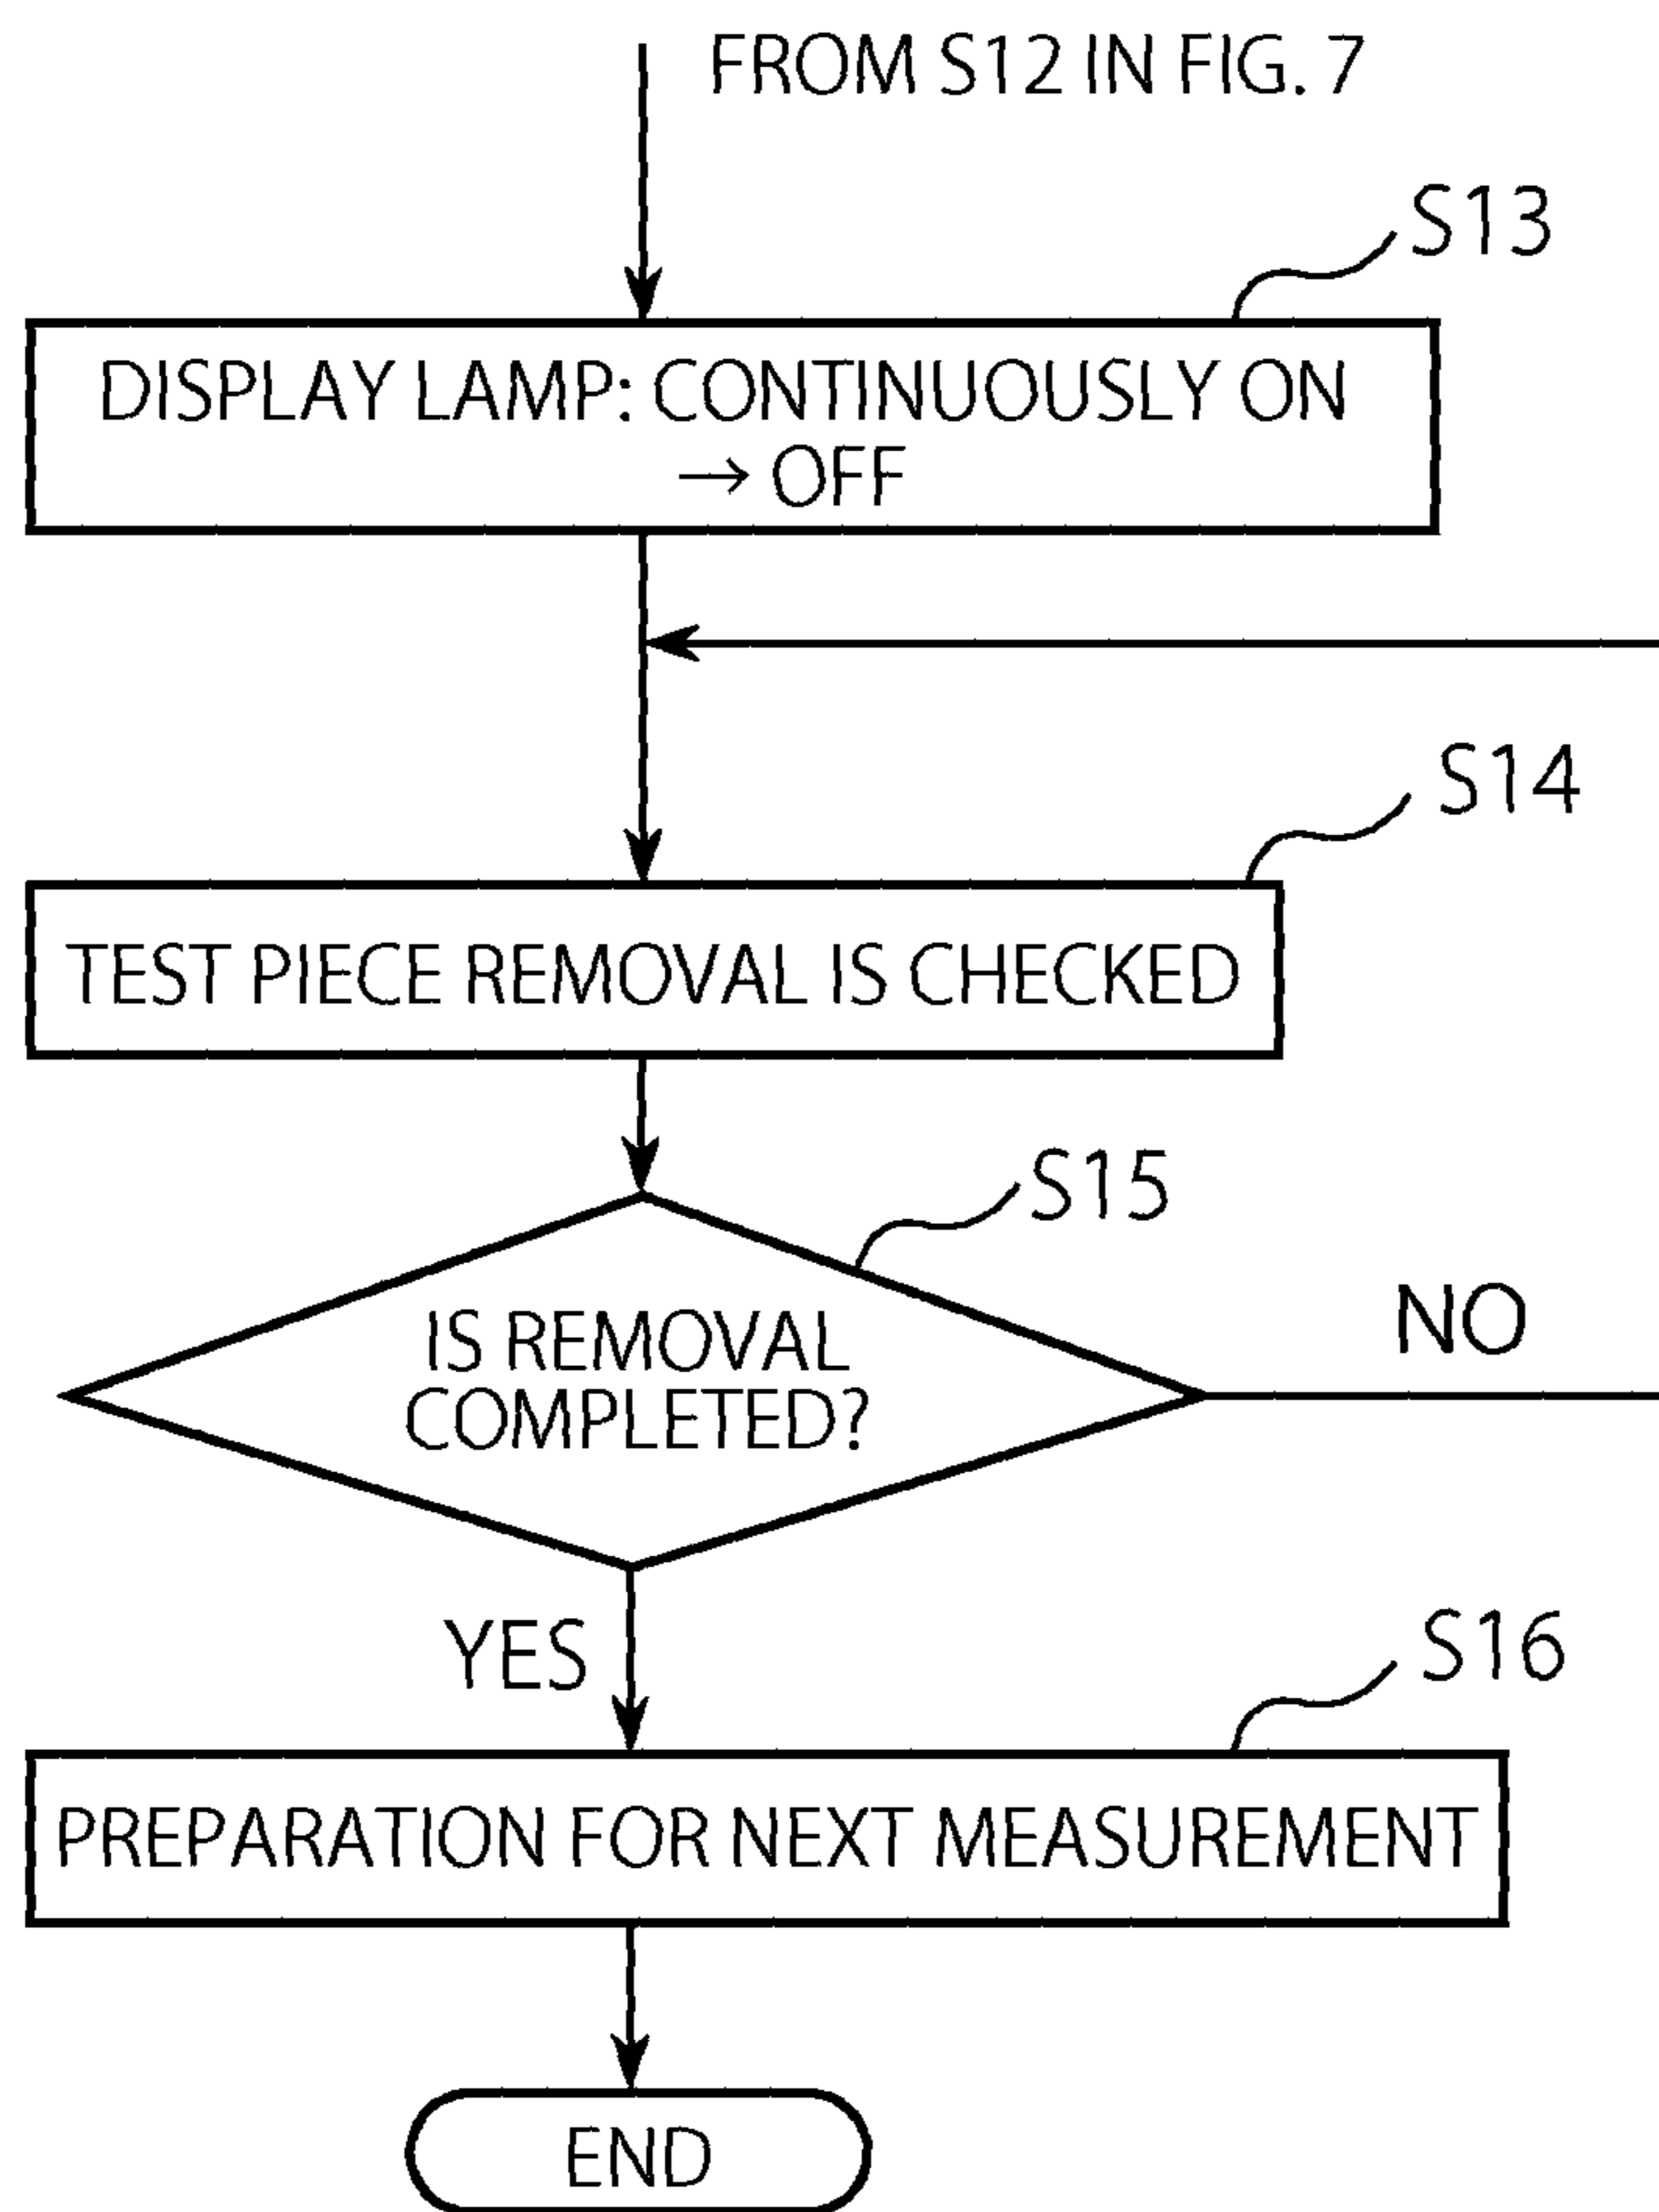 FROM S12 IN FIG. 7
S13
DISPLAY LAMP: CONTINUOUSLY ON
→ OFF
S14
TEST PIECE REMOVAL IS CHECKED
S15
IS REMOVAL
COMPLETED?
NO
YES
S16
PREPARATION FOR NEXT MEASUREMENT
END